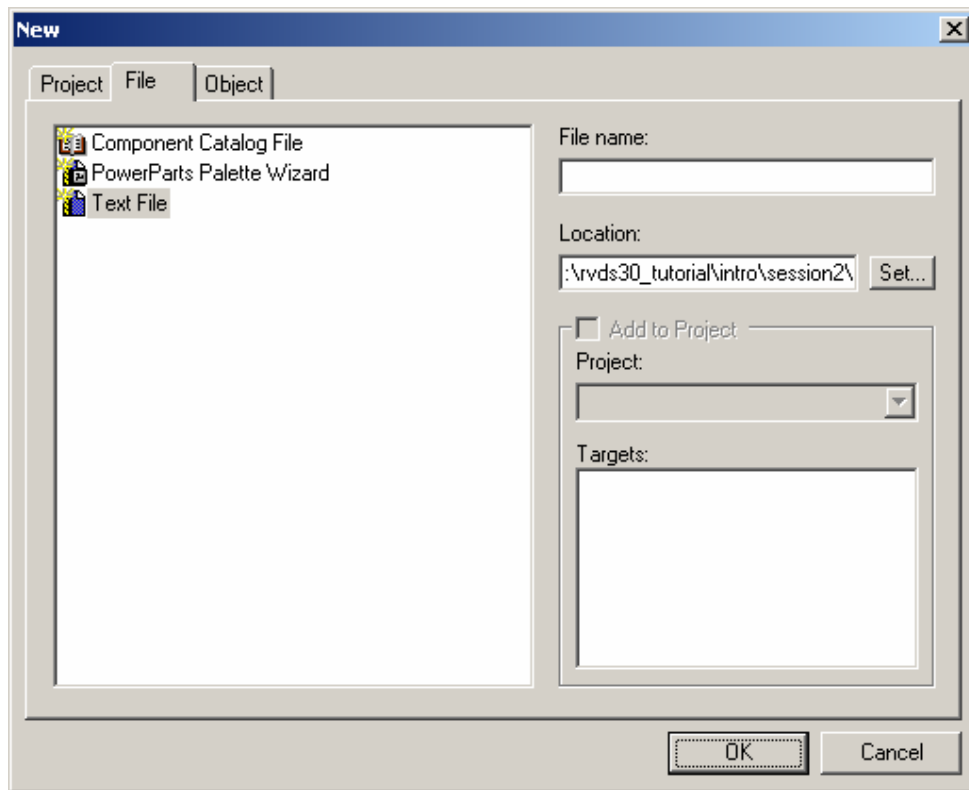 New
Project File Object
Component Catalog File
PowerParts Palette Wizard
Text File
File name:
Location:
:\rvds30_tutorial\intro\session2\ Set...
Add to Project
Project:
Targets:
OK Cancel